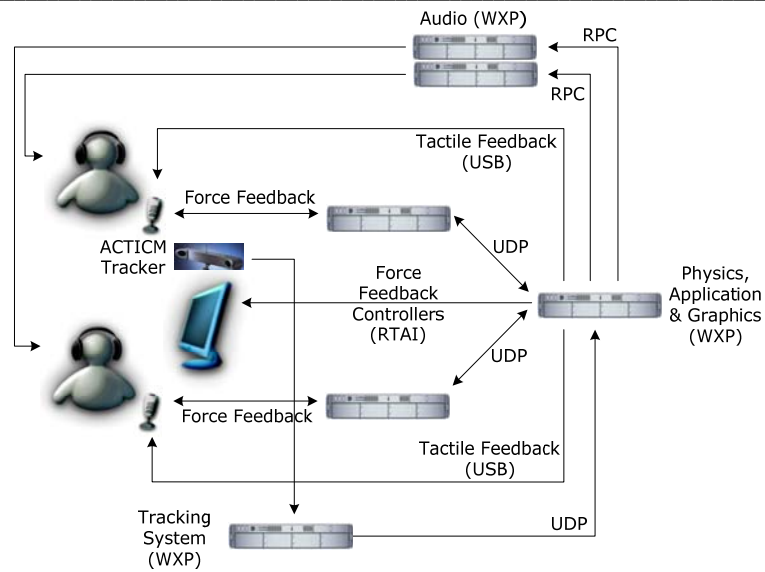 Audio (WXP)
RPC
RPC
Tactile Feedback
(USB)
Force Feedback
UDP
ACTICM
Tracker
Force
Feedback
Controllers
(RTAI)
Physics,
Application
& Graphics
(WXP)
UDP
Force Feedback
Tactile Feedback
(USB)
Tracking
System
(WXP)
UDP